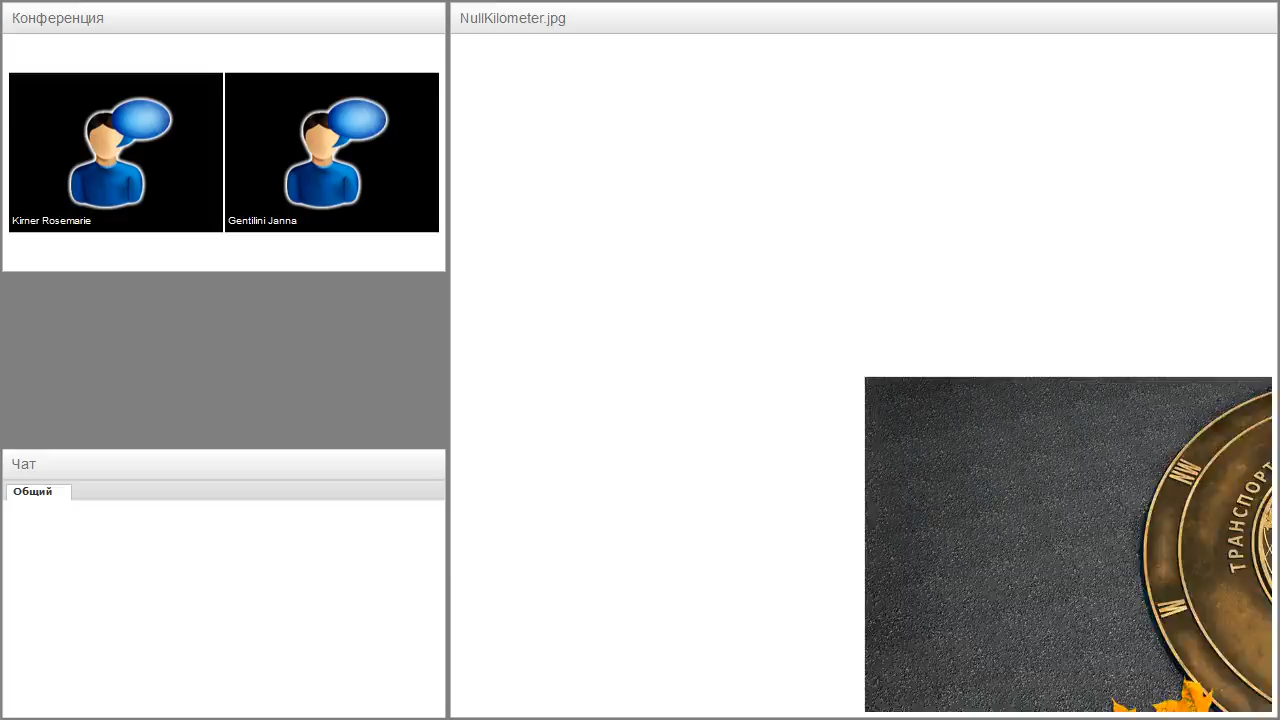 Конференция
Kirner Rosemarie
Gentilini Janna
Чат
Общий
NullKilometer.jpg
ТРАНСПОРТ